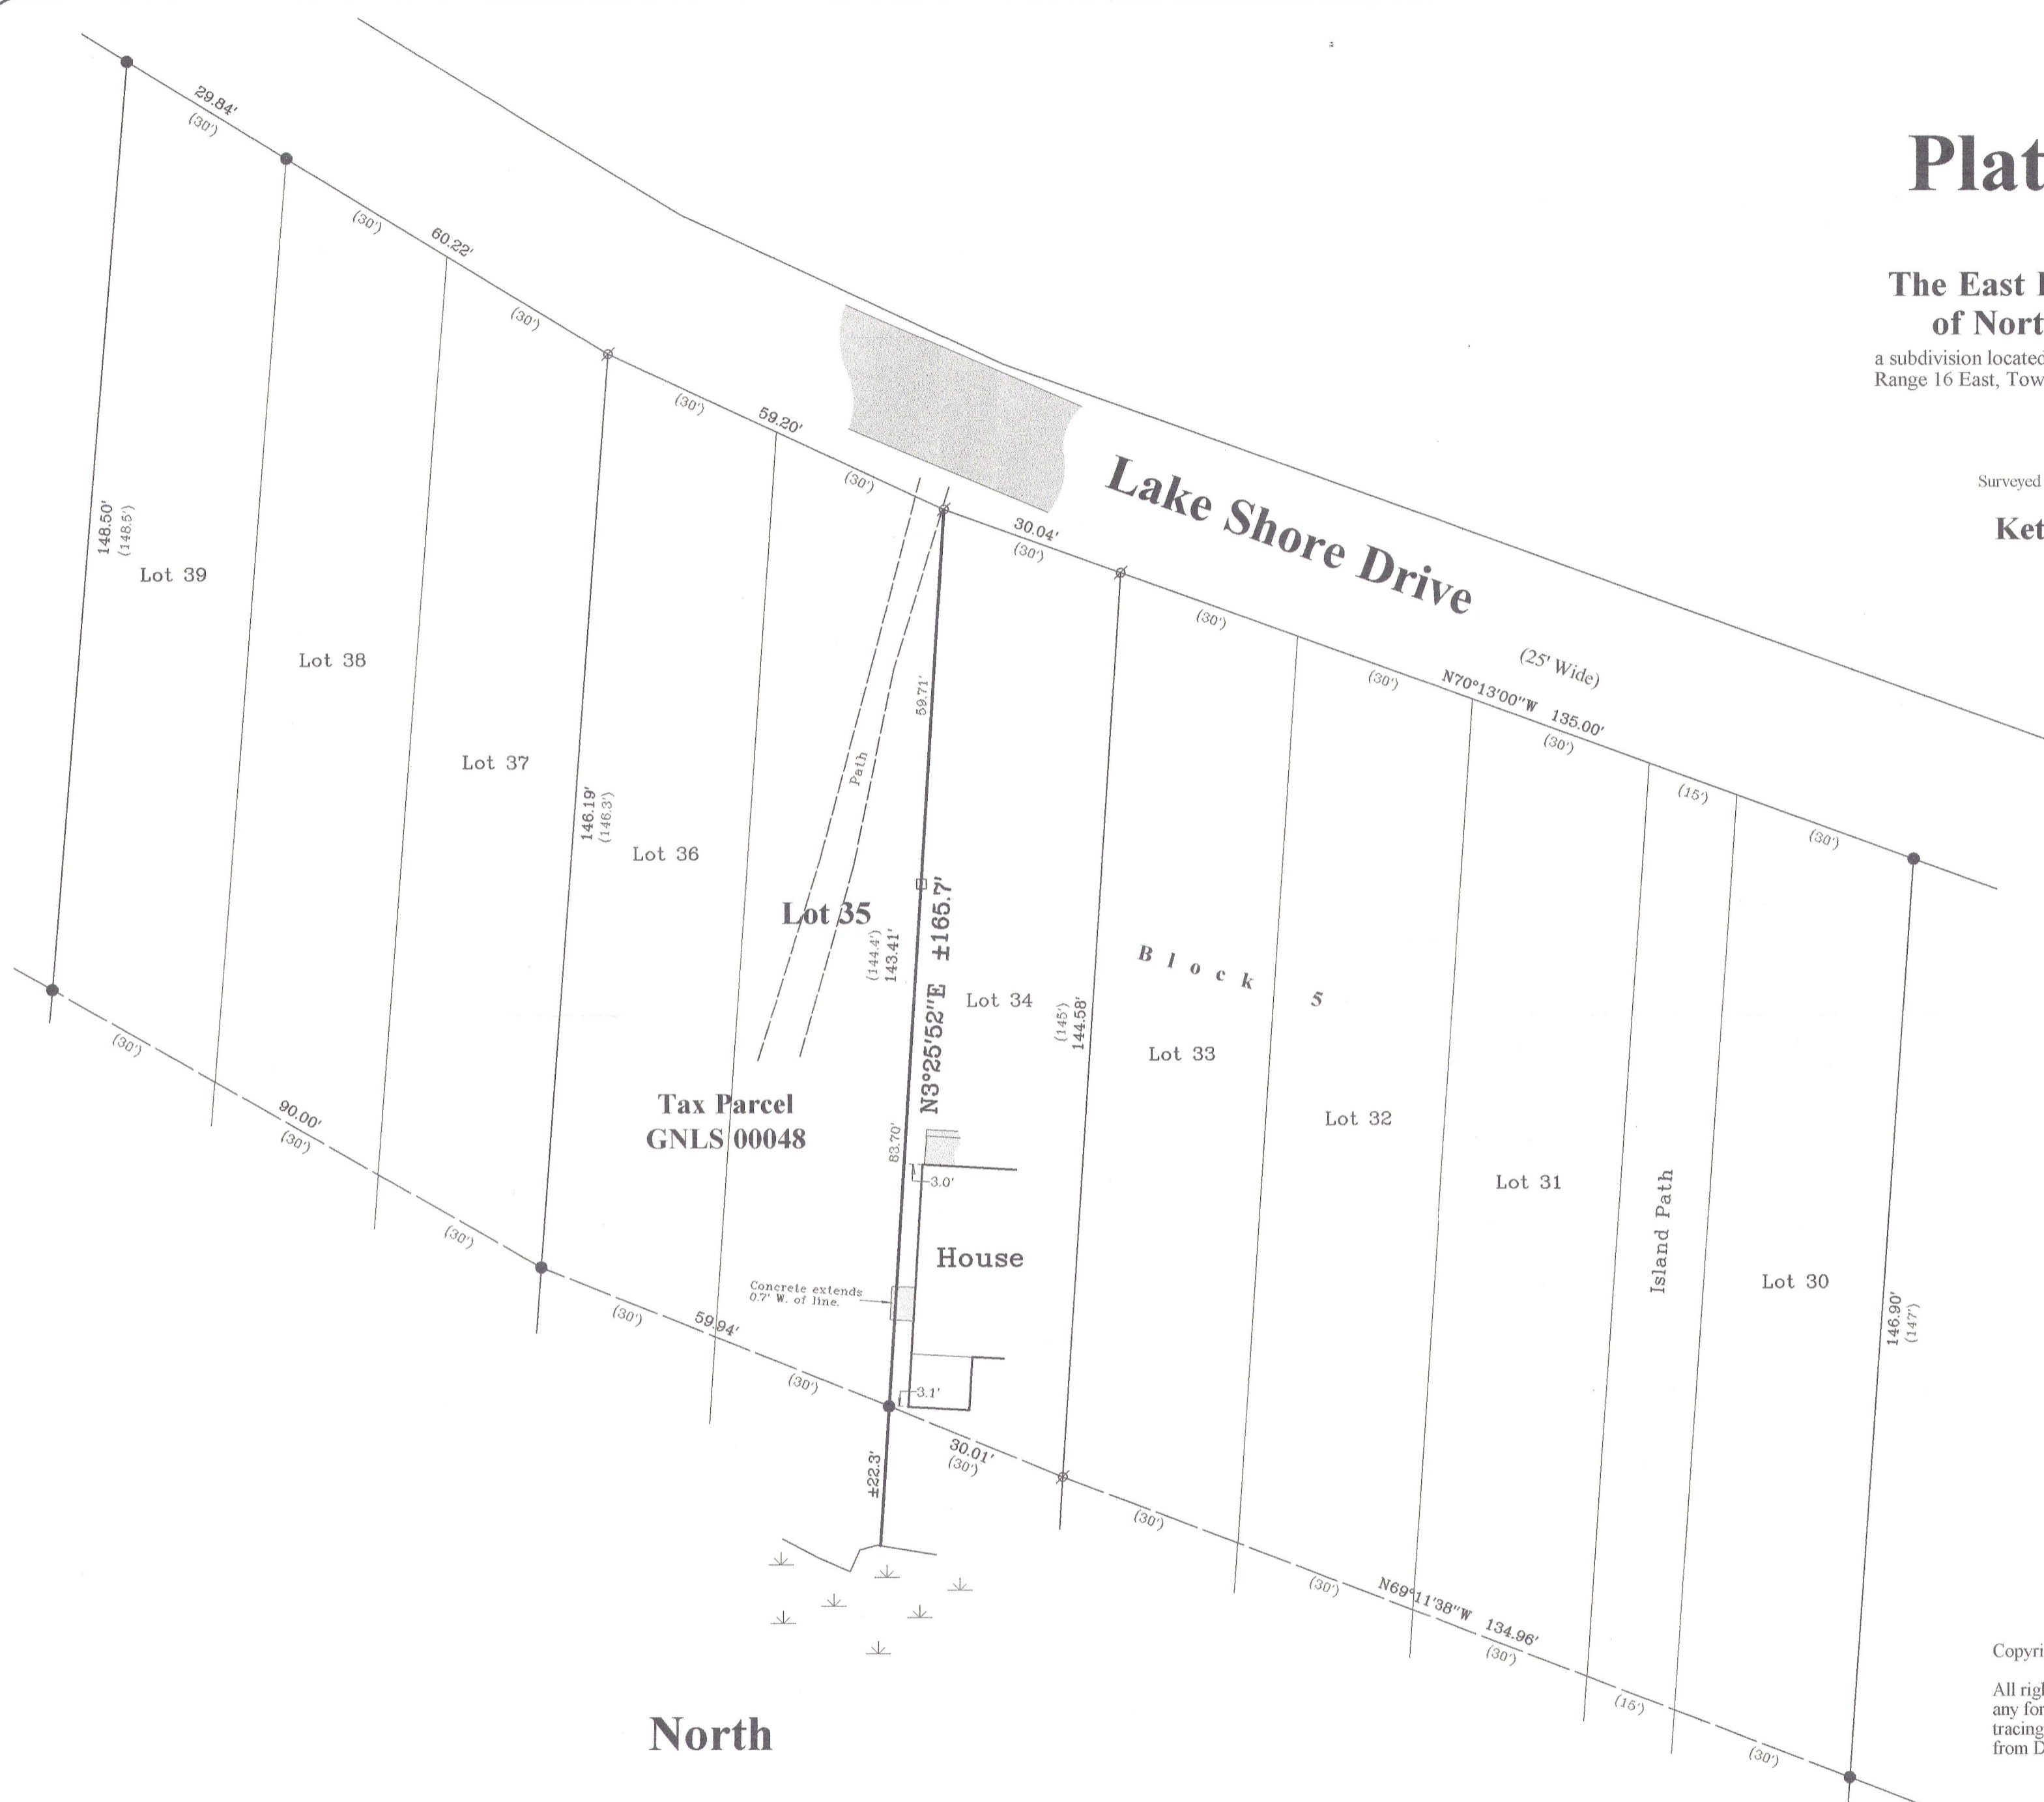 Plat
The East
of Nort
a subdivision located
Range 16 East, Tow
Surveyed
Ket
29.84'
(30')
(30')
60.22'
(30')
(30')
59.20'
(30')
30.04'
(30')
Lake Shore Drive
(25' Wide)
(30')
(30')
N70°13'00"W 135.00'
(30')
(15')
(30')
148.50'
(148.5')
Lot 39
Lot 38
Lot 37
146.19'
(146.3')
Lot 36
Path
59.71'
Lot 35
(144.4')
143.41'
N3°25'52"E ±165.7'
Lot 34
(145')
144.58'
Block 5
Lot 33
Lot 32
Lot 31
Island Path
Lot 30
146.90'
(147')
Tax Parcel
GNLS 00048
83.70'
3.0'
House
Concrete extends
0.7' W. of line.
3.1'
(30')
90.00'
(30')
(30')
(30')
59.94'
(30')
±22.3'
30.01'
(30')
(30')
(30')
N69°11'38"W 134.96'
(30')
(15')
(30')
North
Copyri
All rig
any for
tracing
from D